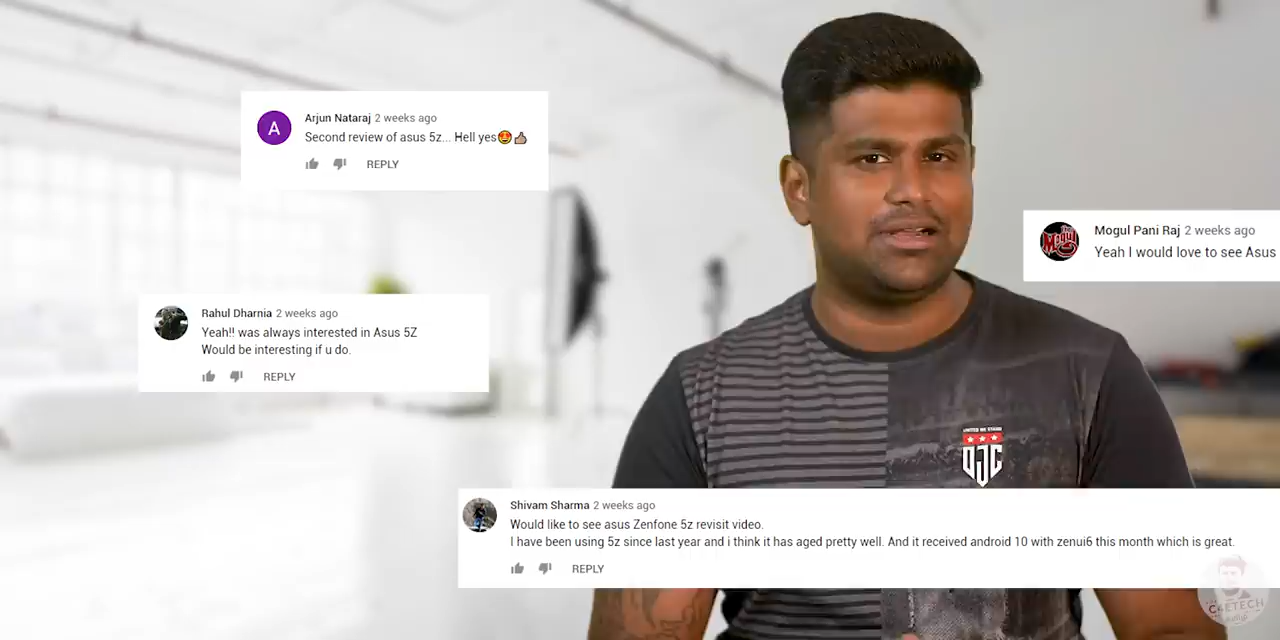 A
Arjun Nataraj 2 weeks ago
Second review of asus 5z... Hell yes😍👍🏽
REPLY
Mogul
Mogul Pani Raj 2 weeks ago
Yeah I would love to see Asus
Rahul Dharnia 2 weeks ago
Yeah!! was always interested in Asus 5Z
Would be interesting if u do.
REPLY
UNITED WE STAND
DJC
Shivam Sharma 2 weeks ago
Would like to see asus Zenfone 5z revisit video.
I have been using 5z since last year and i think it has aged pretty well. And it received android 10 with zenui6 this month which is great.
REPLY
C4ETECH